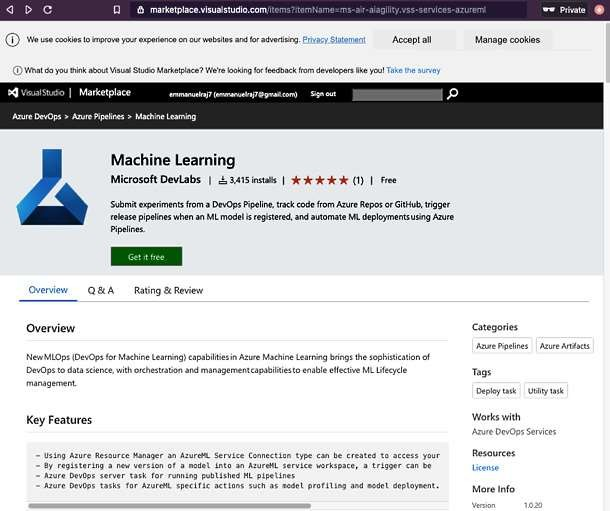 marketplace.visualstudio.com/items?itemName=ms-air-aiagility.vss-services-azureml
Private
We use cookies to improve your experience on our websites and for advertising. Privacy Statement
Accept all
Manage cookies
What do you think about Visual Studio Marketplace? We're looking for feedback from developers like you! Take the survey
Visual Studio | Marketplace
emmanuelraj7 (emmanuelraj7@gmail.com)
Sign out
Azure DevOps > Azure Pipelines > Machine Learning
Machine Learning
Microsoft DevLabs | 3,415 installs | ★★★★★ (1) | Free
Submit experiments from a DevOps Pipeline, track code from Azure Repos or GitHub, trigger
release pipelines when an ML model is registered, and automate ML deployments using Azure
Pipelines.
Get it free
Overview
Q & A
Rating & Review
Overview
New MLOps (DevOps for Machine Learning) capabilities in Azure Machine Learning brings the sophistication of
DevOps to data science, with orchestration and management capabilities to enable effective ML Lifecycle
management.
Key Features
- Using Azure Resource Manager an AzureML Service Connection type can be created to access your
- By registering a new version of a model into an AzureML service workspace, a trigger can be
- Azure DevOps server task for running published ML pipelines
- Azure DevOps tasks for AzureML specific actions such as model profiling and model deployment.
Categories
Azure Pipelines
Azure Artifacts
Tags
Deploy task
Utility task
Works with
Azure DevOps Services
Resources
License
More Info
Version 1.0.20